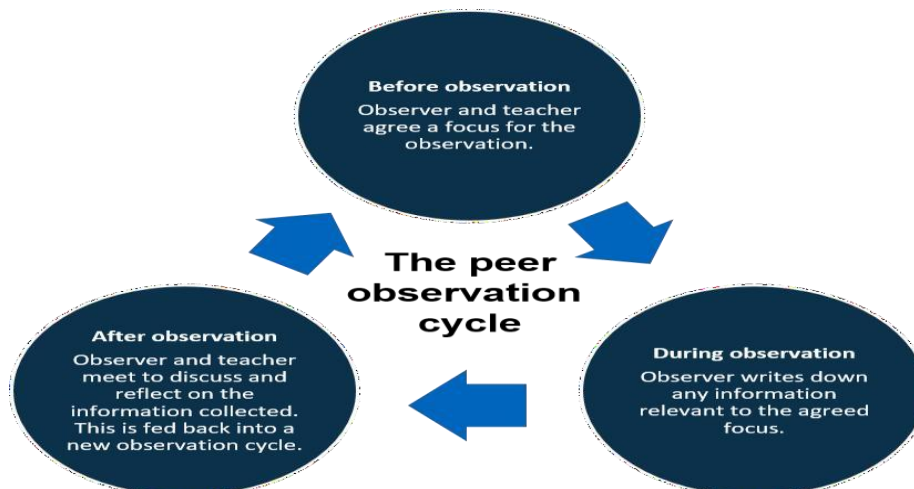 Before observation
Observer and teacher
agree a focus for the
observation.
The peer
observation
cycle
After observation
Observer and teacher
meet to discuss and
reflect on the
information collected.
This is fed back into a
new observation cycle.
During observation
Observer writes down
any information
relevant to the agreed
focus.